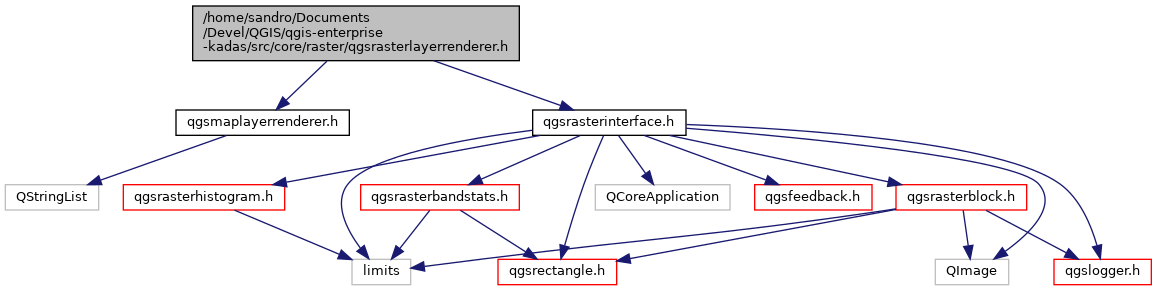 /home/sandro/Documents
/Devel/QGIS/qgis-enterprise
-kadas/src/core/raster/qgsrasterlayerrenderer.h
qgsmaplayerrenderer.h
qgsrasterinterface.h
QStringList
qgsrasterhistogram.h
qgsrasterbandstats.h
QCoreApplication
qgsfeedback.h
qgsrasterblock.h
limits
qgsrectangle.h
QImage
qgslogger.h